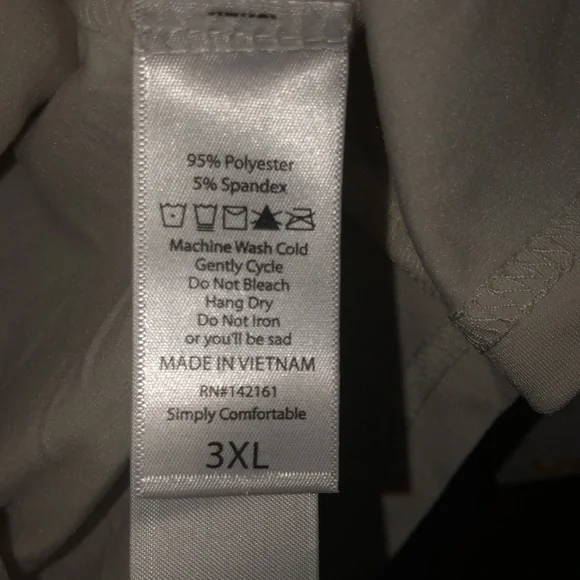 95% Polyester
5% Spandex
Machine Wash Cold
Gently Cycle
Do Not Bleach
Hang Dry
Do Not Iron
or you'll be sad
MADE IN VIETNAM
RN#142161
Simply Comfortable
3XL